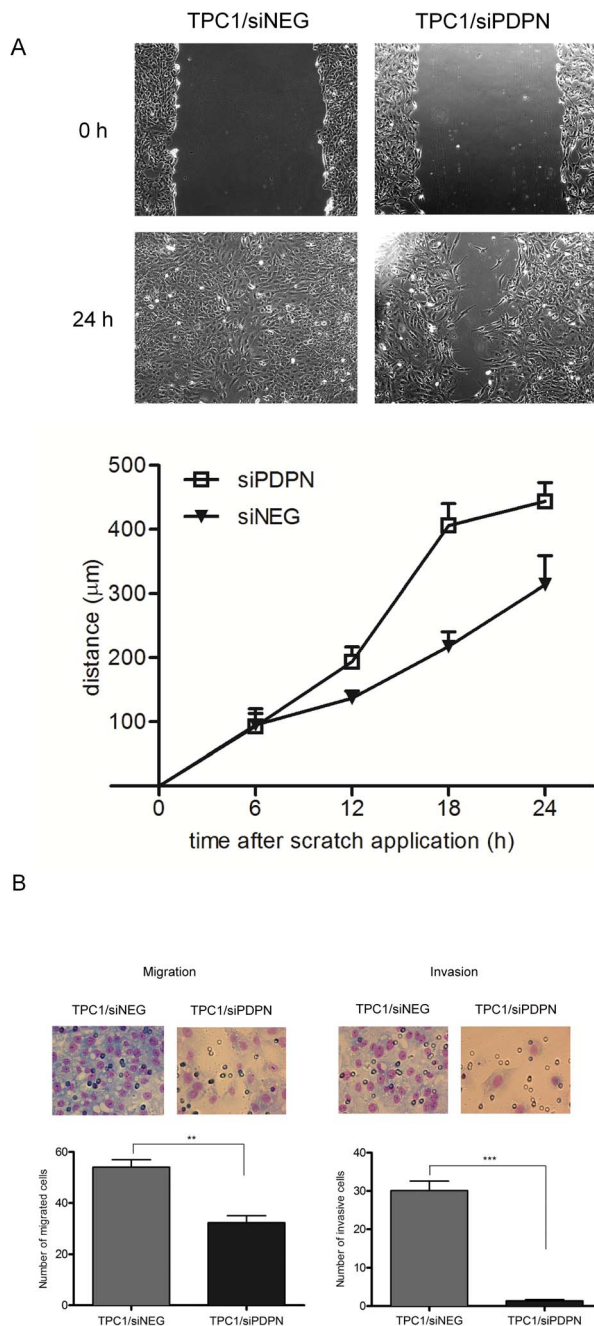 TPC1/siNEG TPC1/siPDPN
A
0 h
24 h
500
400
300
200
100
distance (μm)
siPDPN
siNEG
0 6 12 18 24
time after scratch application (h)
B
Migration Invasion
TPC1/siNEG TPC1/siPDPN TPC1/siNEG TPC1/siPDPN
Number of migrated cells
60
40
20
0
**
TPC1/siNEG TPC1/siPDPN
Number of invasive cells
40
30
20
10
0
***
TPC1/siNEG TPC1/siPDPN